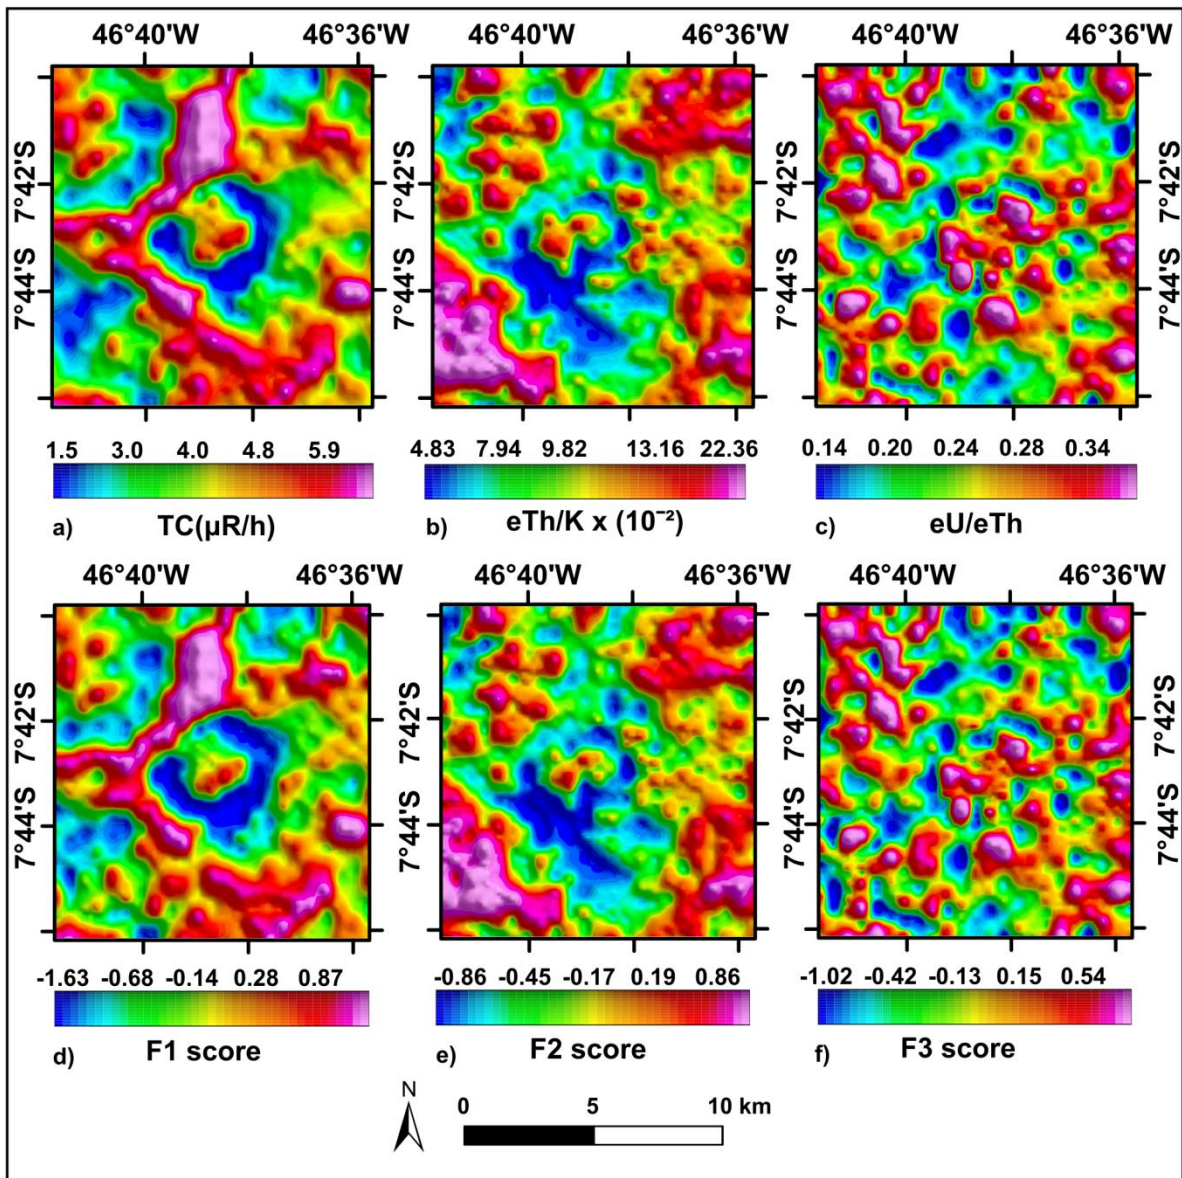 46°40'W 46°36'W 46°40'W 46°36'W 46°40'W 46°36'W
7°42'S 7°42'S 7°42'S 7°42'S
7°44'S 7°44'S 7°44'S 7°44'S
1.5 3.0 4.0 4.8 5.9 4.83 7.94 9.82 13.16 22.36 0.14 0.20 0.24 0.28 0.34
a) TC(µR/h) b) eTh/K x (10⁻²) c) eU/eTh
46°40'W 46°36'W 46°40'W 46°36'W 46°40'W 46°36'W
7°42'S 7°42'S 7°42'S 7°42'S
7°44'S 7°44'S 7°44'S 7°44'S
-1.63 -0.68 -0.14 0.28 0.87 -0.86 -0.45 -0.17 0.19 0.86 -1.02 -0.42 -0.13 0.15 0.54
d) F1 score e) F2 score f) F3 score
N
0 5 10 km